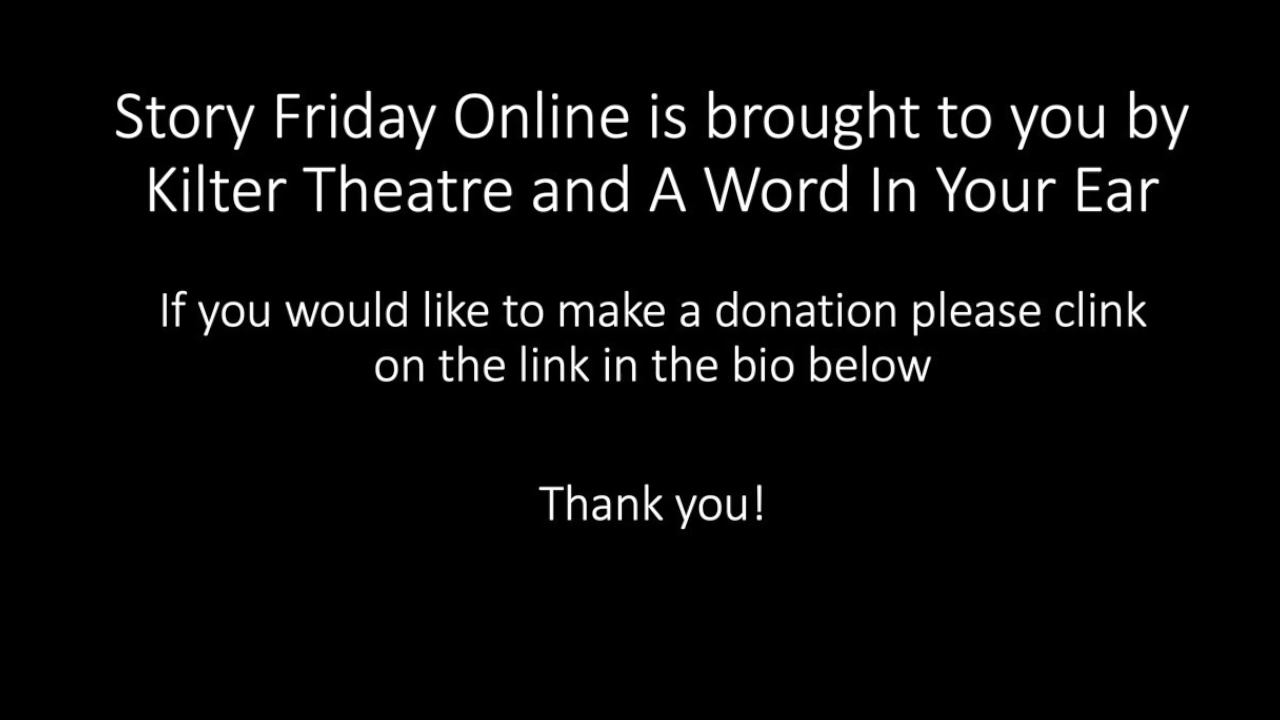 Story Friday Online is brought to you by
Kilter Theatre and A Word In Your Ear
If you would like to make a donation please clink
on the link in the bio below
Thank you!